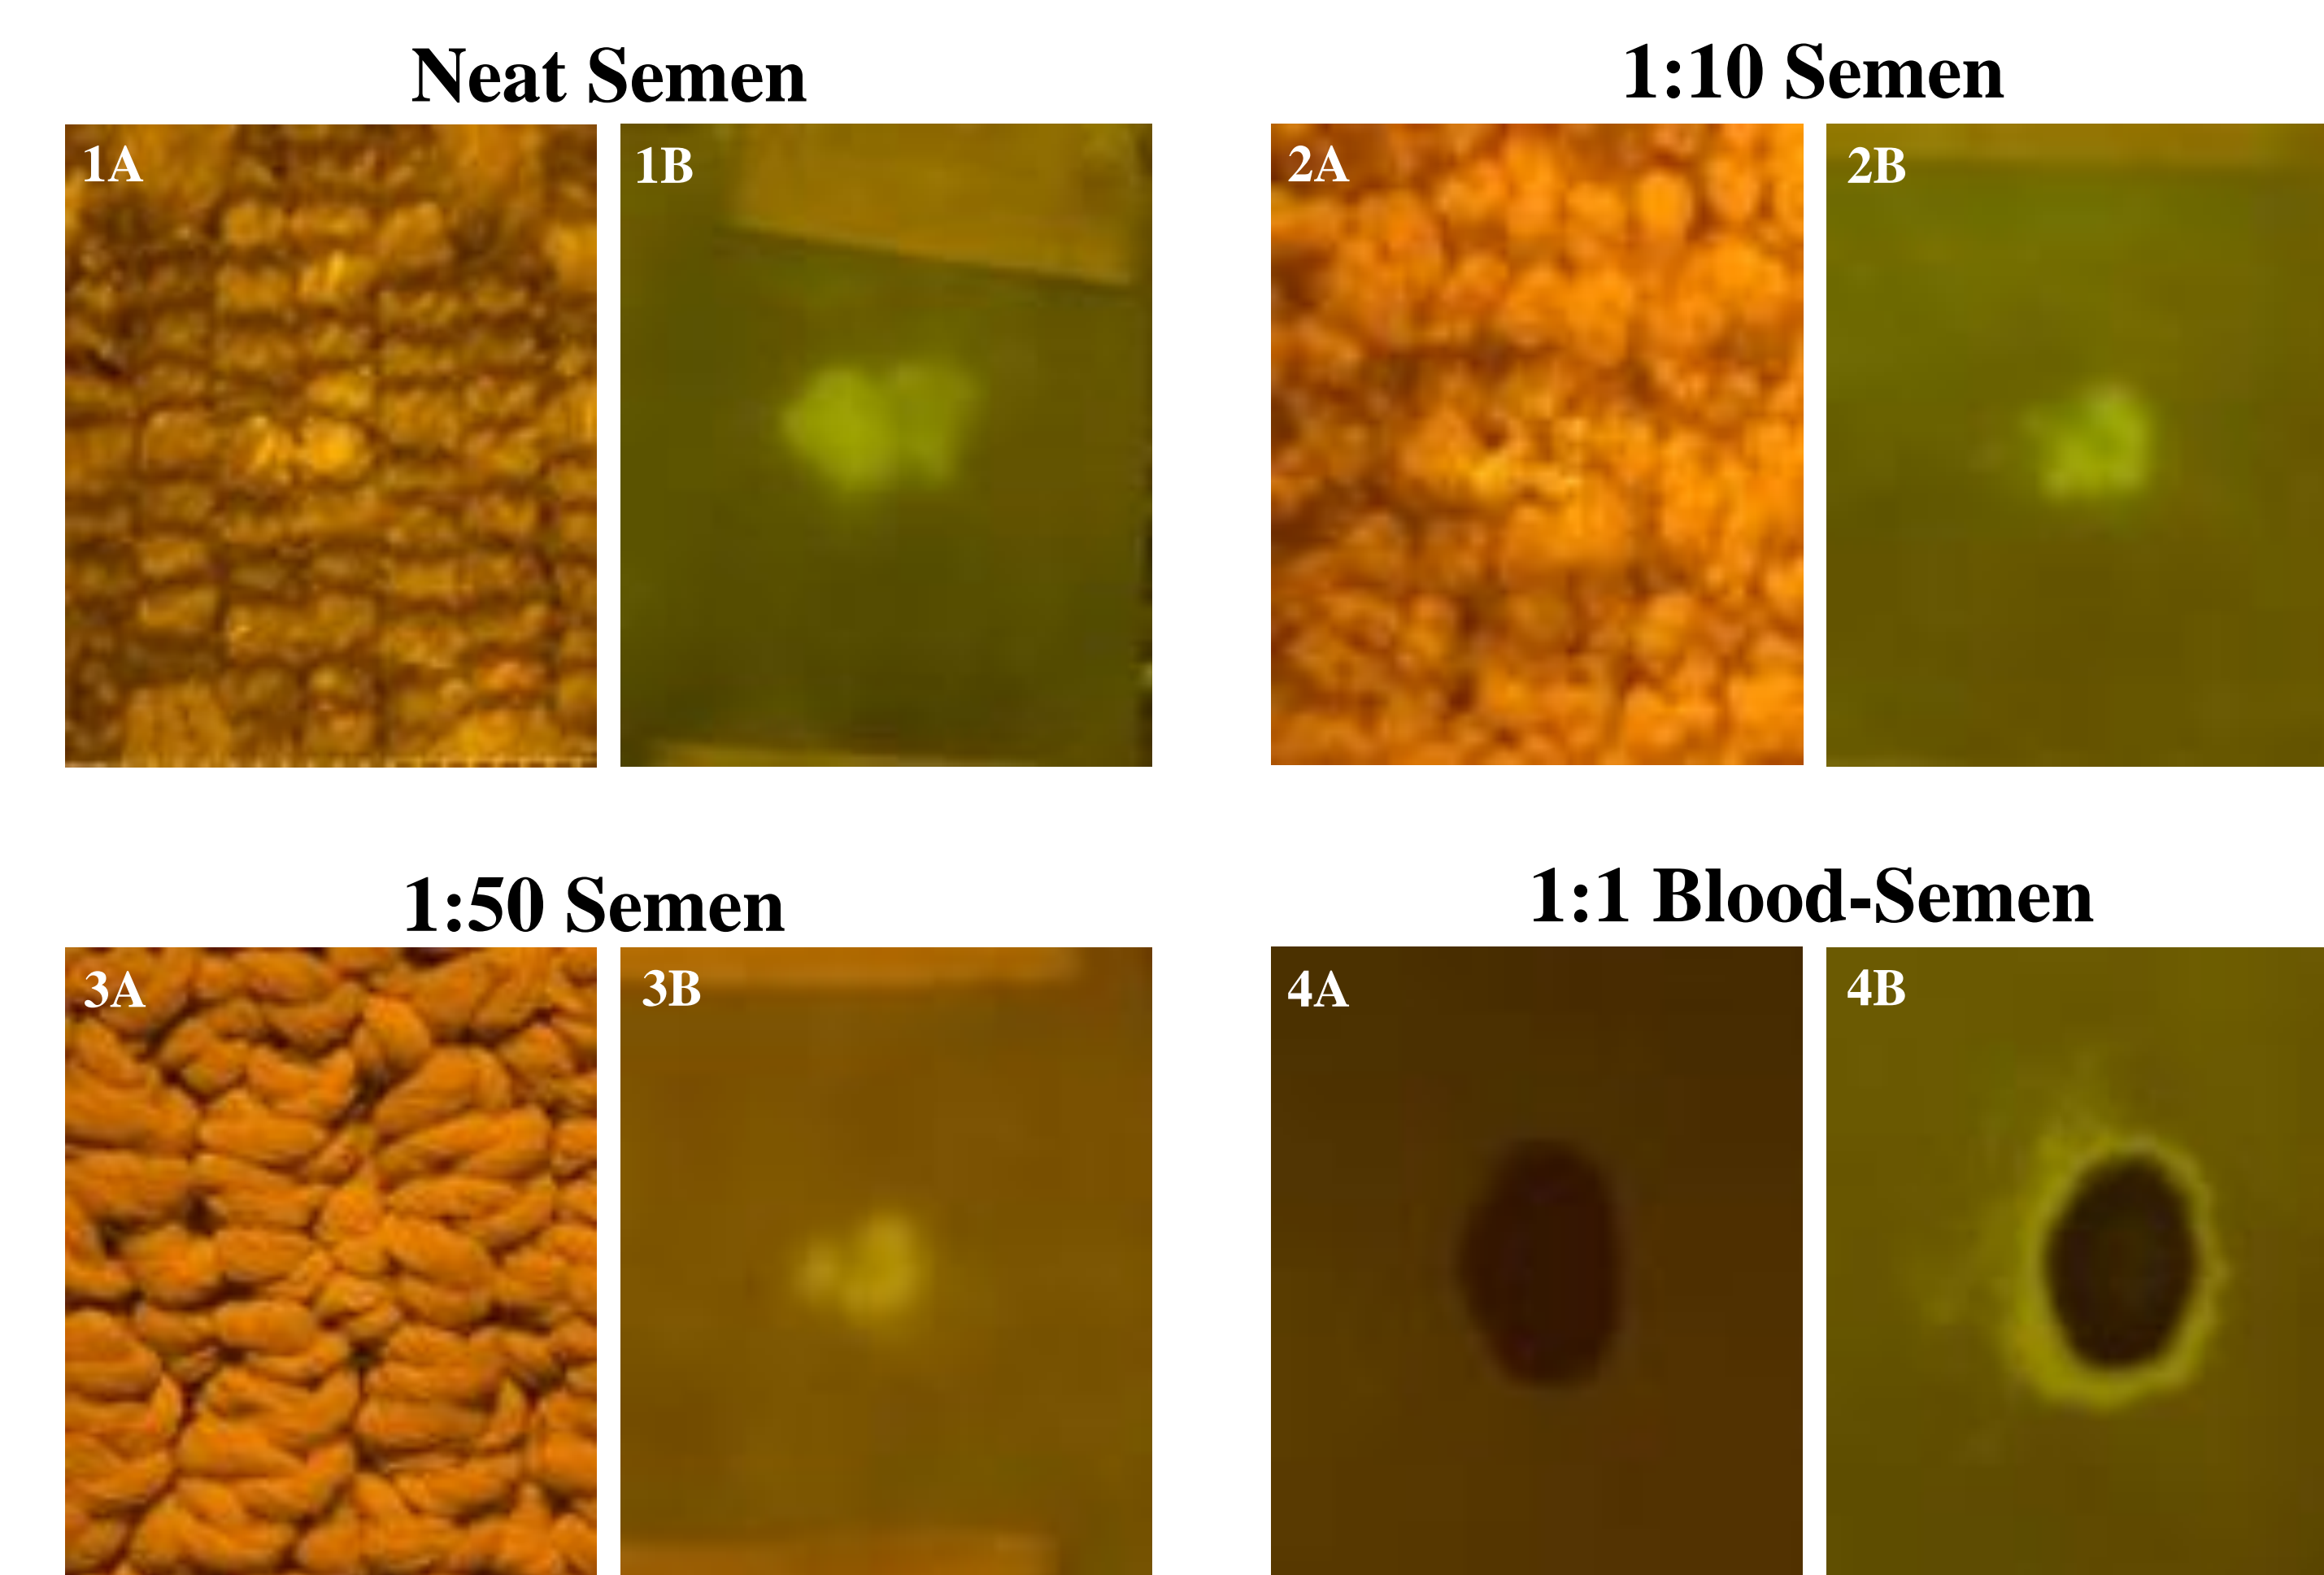 Neat Semen
1:10 Semen
1A
1B
2A
2B
1:50 Semen
1:1 Blood-Semen
3A
3B
4A
4B